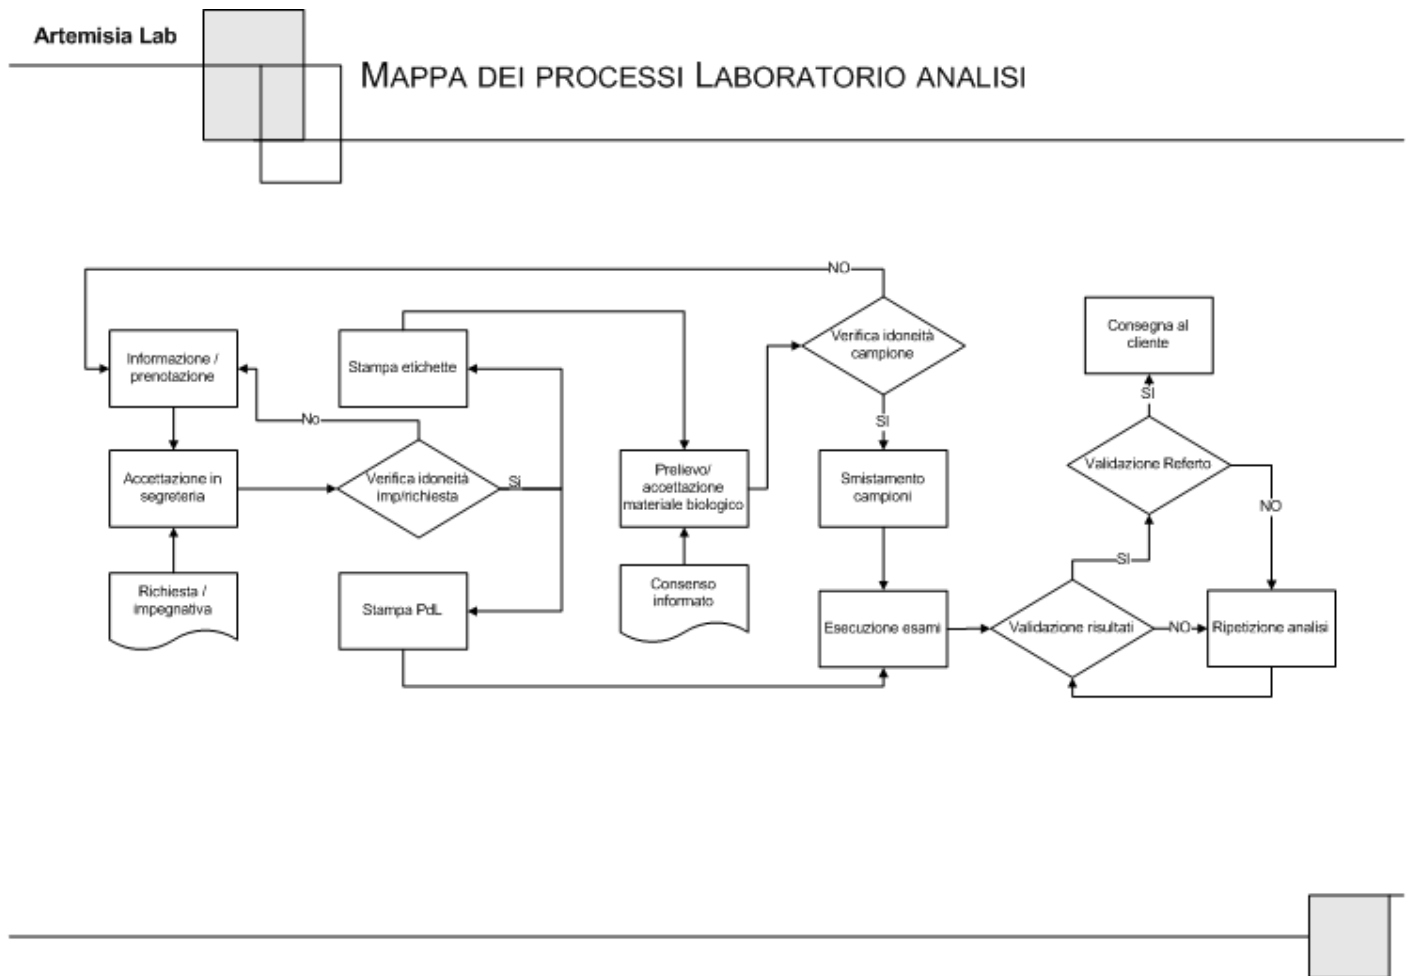 Artemisia Lab
MAPPA DEI PROCESSI LABORATORIO ANALISI
NO
Informazione /
prenotazione
Stampa etichette
Verifica idoneità
campione
Consegna al
cliente
No
SI
SI
Accettazione in
segreteria
Verifica idoneità
imp/richiesta
Si
Prelievo/
accettazione
materiale biologico
Smistamento
campioni
Validazione Referto
NO
SI
Richiesta /
impegnativa
Stampa PdL
Consenso
informato
Esecuzione esami
Validazione risultati
NO
Ripetizione analisi